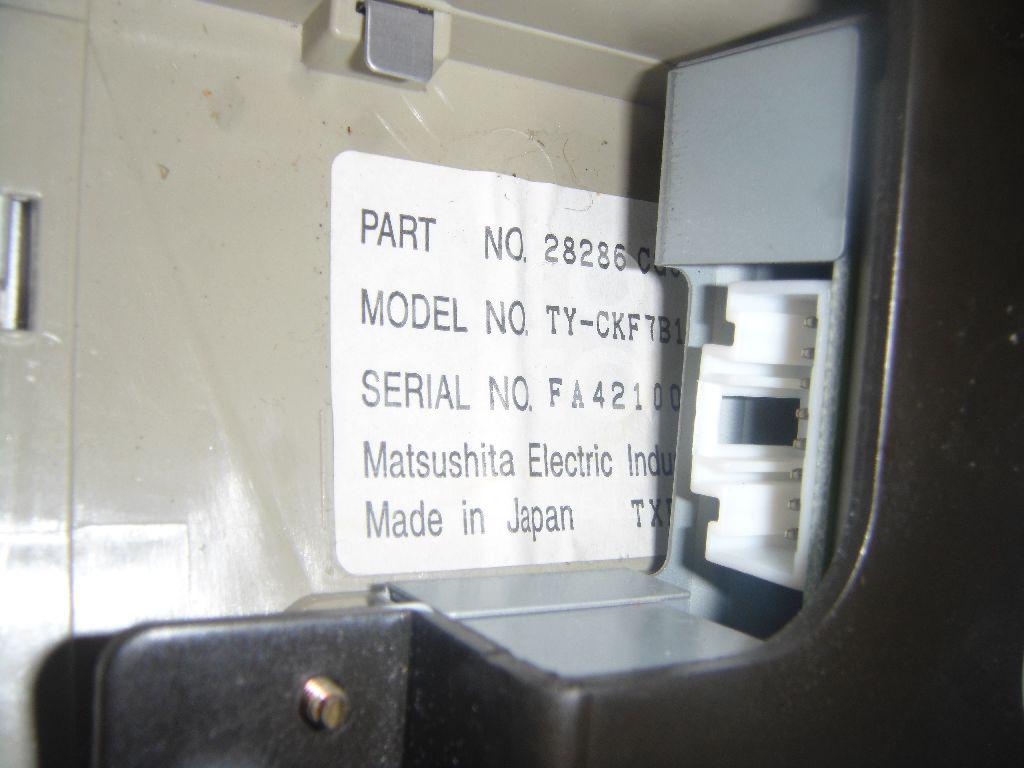 PART NO. 28286
MODEL NO. TY-CKF7B1
SERIAL NO. FA42100
Matsushita Electric Indu
Made in Japan